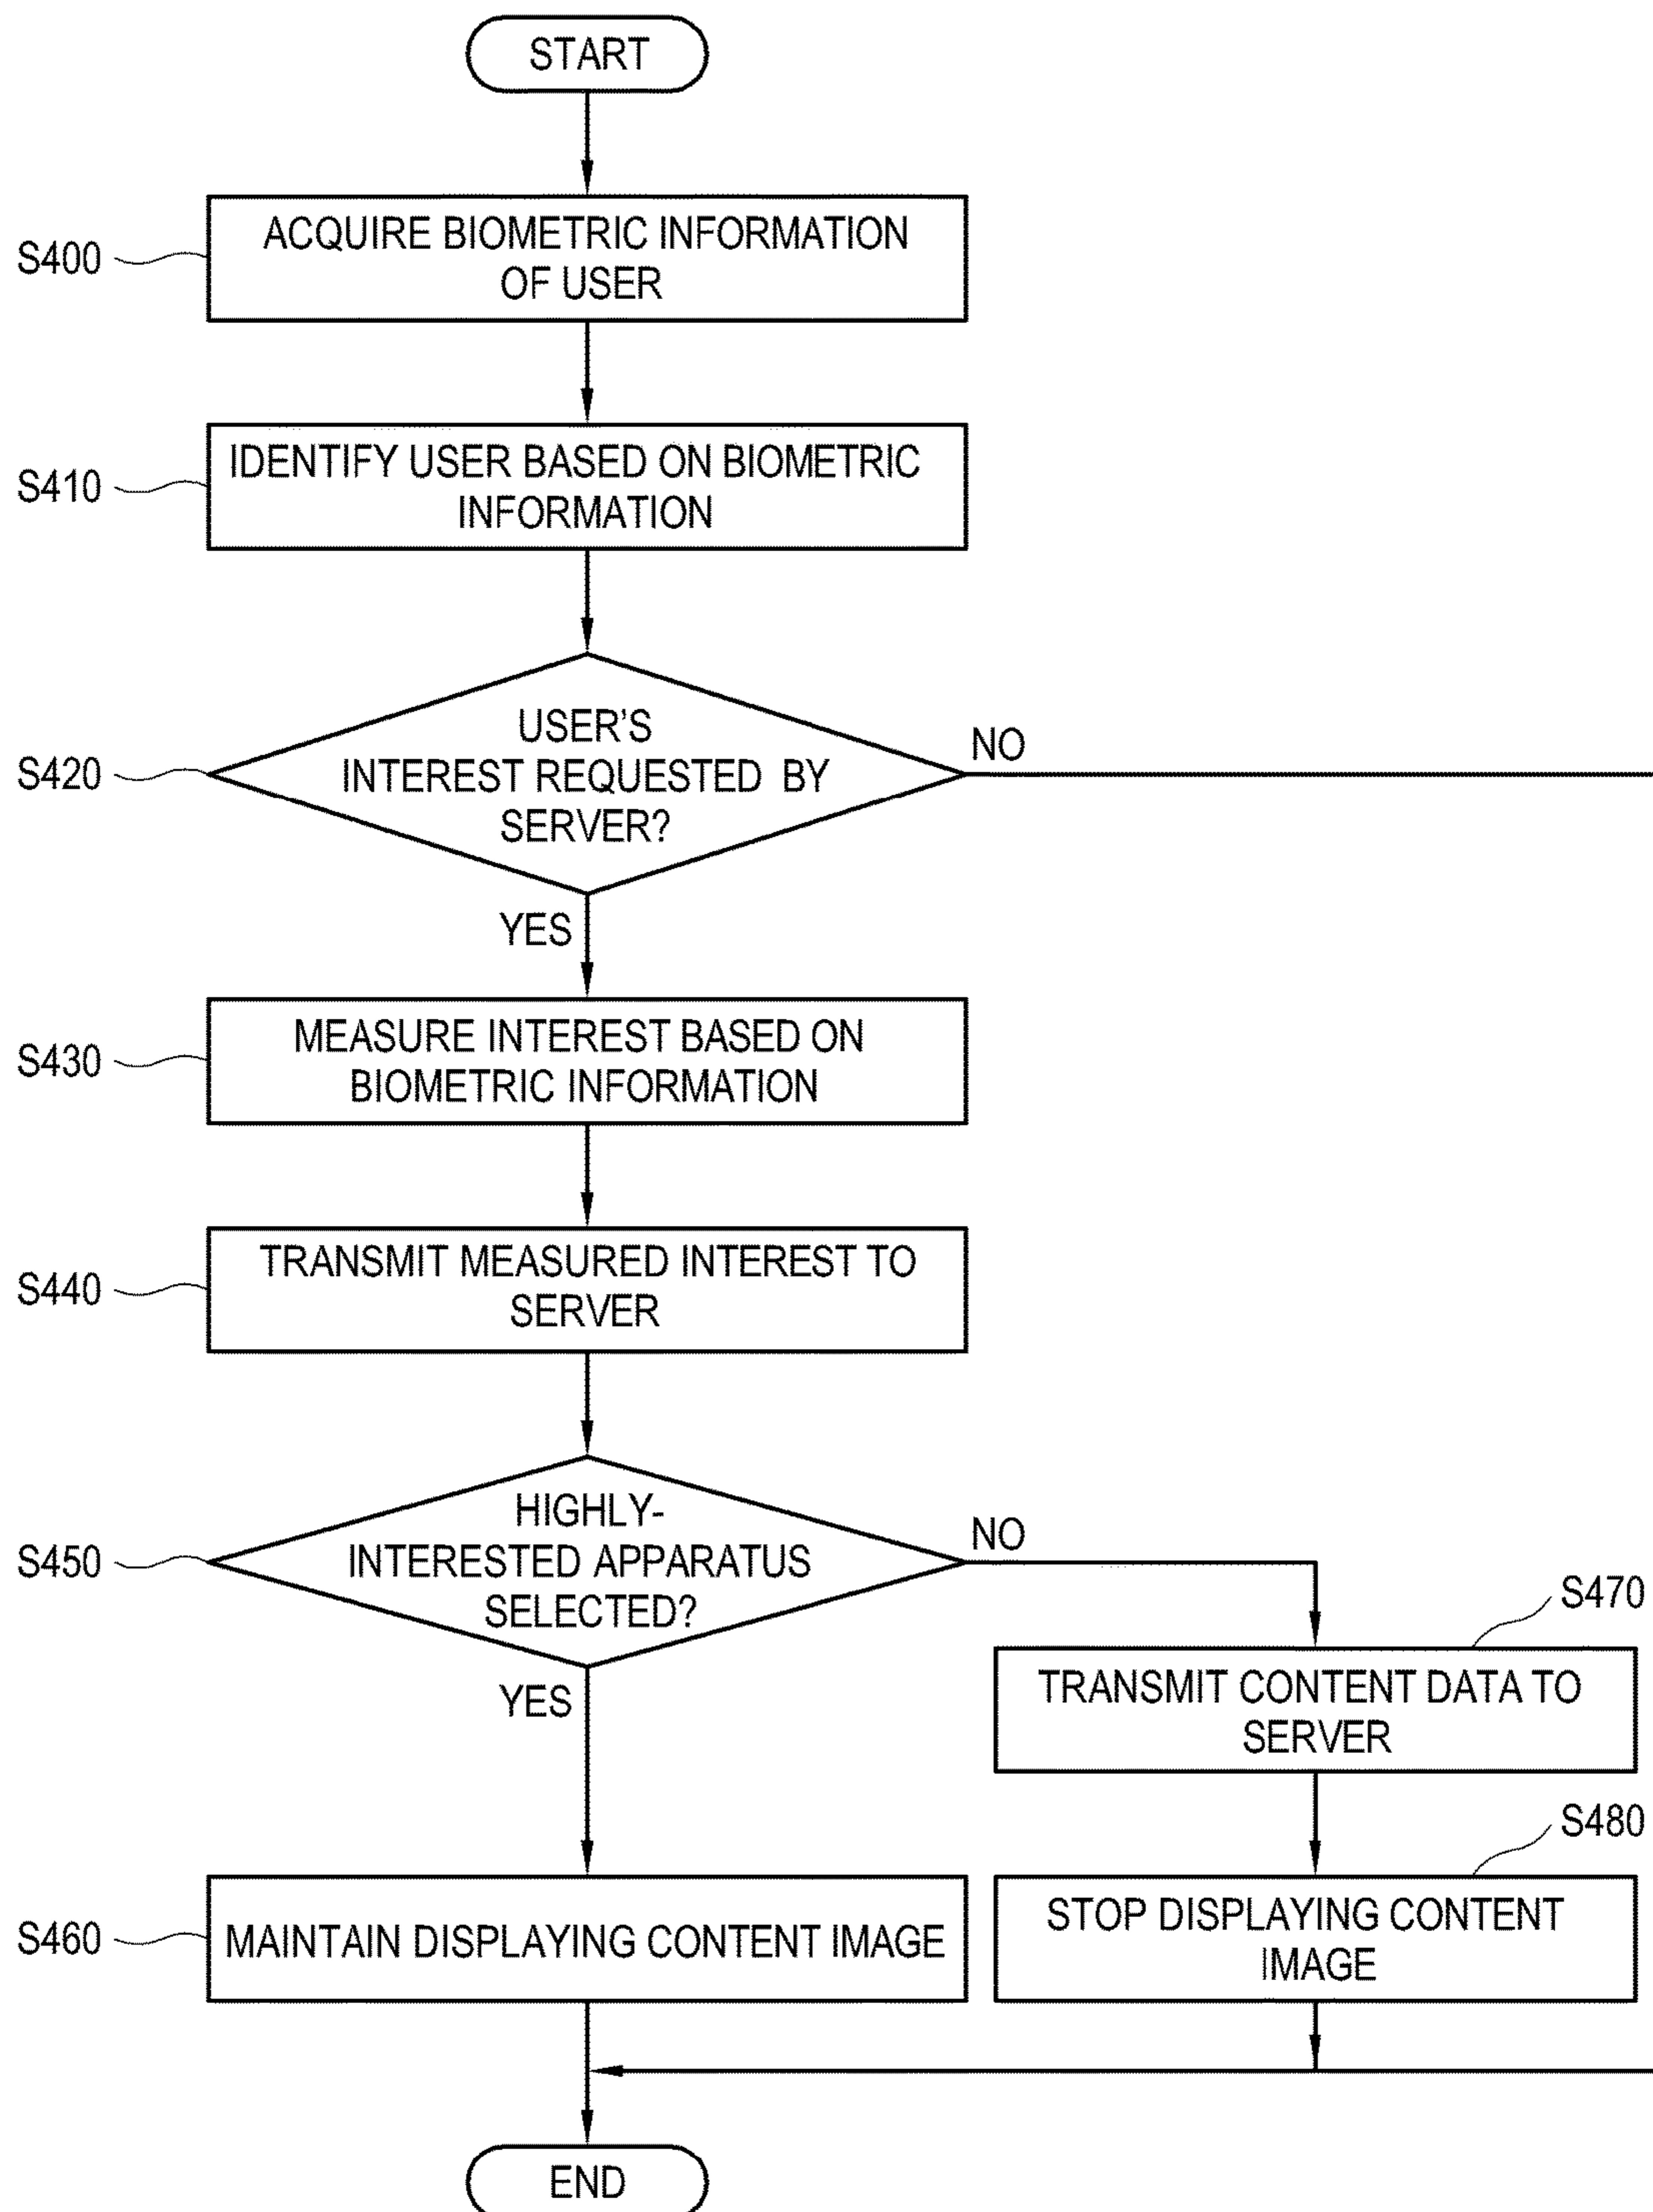 START
S400
ACQUIRE BIOMETRIC INFORMATION
OF USER
S410
IDENTIFY USER BASED ON BIOMETRIC
INFORMATION
S420
USER'S
INTEREST REQUESTED BY
SERVER?
NO
YES
S430
MEASURE INTEREST BASED ON
BIOMETRIC INFORMATION
S440
TRANSMIT MEASURED INTEREST TO
SERVER
S450
HIGHLY-
INTERESTED APPARATUS
SELECTED?
NO
YES
S470
TRANSMIT CONTENT DATA TO
SERVER
S460
MAINTAIN DISPLAYING CONTENT IMAGE
S480
STOP DISPLAYING CONTENT
IMAGE
END